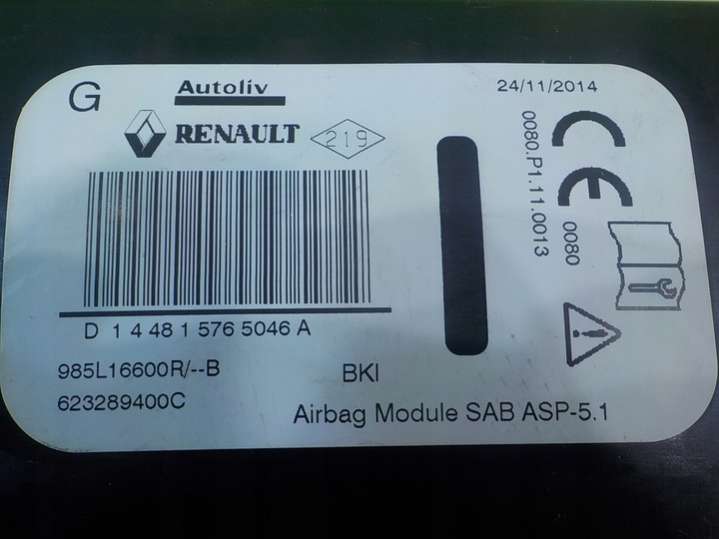 G
Autoliv
24/11/2014
RENAULT
219
0080.P1.11.0013
CE
0080
D 1 4 48 1 576 5046 A
985L16600R/--B
BKI
623289400C
Airbag Module SAB ASP-5.1